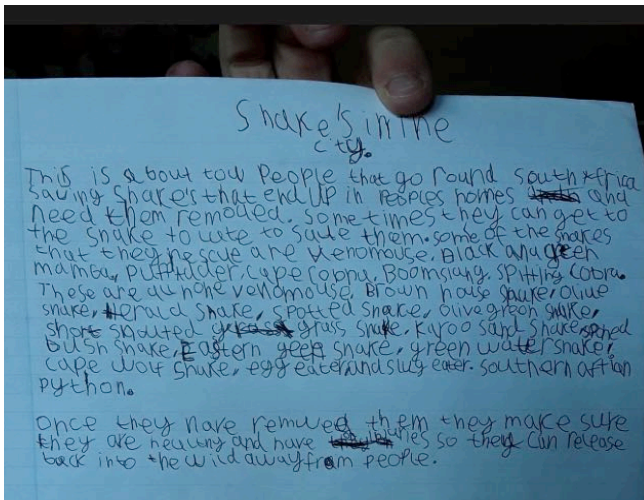 Snake's in the
city.
This is about tow People that go round south africa
saving Snake's that end UP in Peoples homes and
need them remoded. Sometimes they can get to
the snake to late to save them. some of the snakes
that they rescue are venomouse. Black and green
mamba, Puff adder, cape coppa, Boomslang, spitting cobra.
These are all none venomouse. Brown house snake, olive
snake, Herald snake, spotted snake, olive green snake,
short snouted grass snake, Karoo sand snake, spotted
bush snake, Eastern green snake, green water snake,
cape wolf snake, egg eater, and slug eater. southern african
python.
Once they have removed them they make sure
they are healthy and have injuries so they can release
back into the wild away from people.